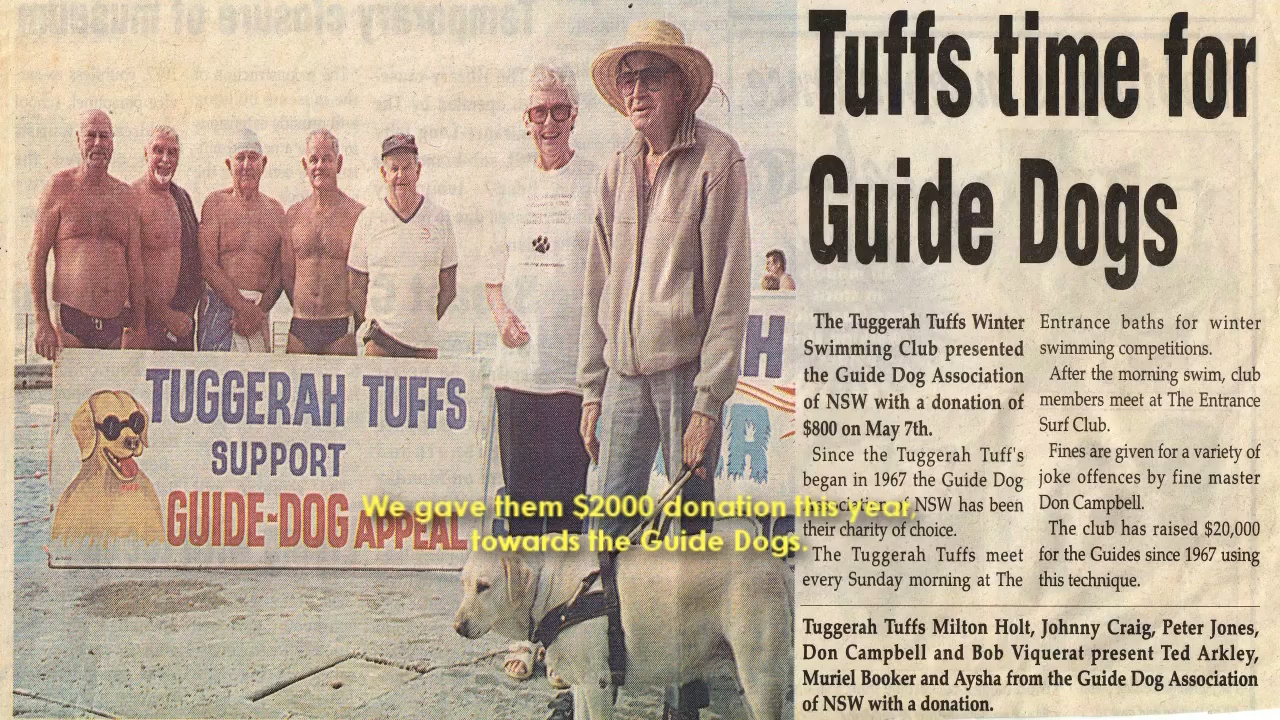 Tuffs time for
Guide Dogs
TUGGERAH TUFFS
SUPPORT
GUIDE-DOG APPEAL
The Tuggerah Tuffs Winter
Swimming Club presented
the Guide Dog Association
of NSW with a donation of
$800 on May 7th.
Since the Tuggerah Tuff's
began in 1967 the Guide Dog
of NSW has been
their charity of choice.
The Tuggerah Tuffs meet
every Sunday morning at The
Entrance baths for winter
swimming competitions.
After the morning swim, club
members meet at The Entrance
Surf Club.
Fines are given for a variety of
joke offences by fine master
Don Campbell.
The club has raised $20,000
for the Guides since 1967 using
this technique.
Tuggerah Tuffs Milton Holt, Johnny Craig, Peter Jones,
Don Campbell and Bob Viquerat present Ted Arkley,
Muriel Booker and Aysha from the Guide Dog Association
of NSW with a donation.
We gave them $2000 donation this year,
towards the Guide Dogs.